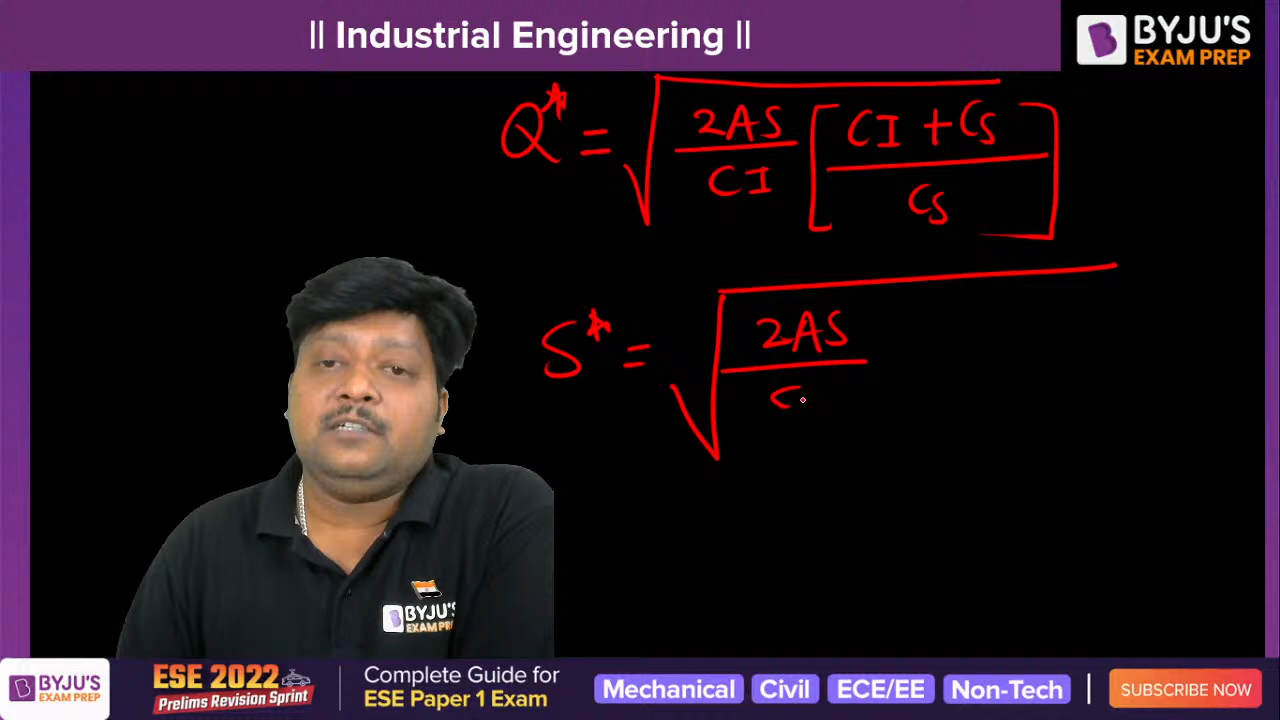 || Industrial Engineering ||
BYJU'S
EXAM PREP
Q* = √ 2AS / CI [ CI + Cs / Cs ]
S* = √ 2AS / C
BYJU'S
EXAM PREP
BYJU'S
EXAM PREP
ESE 2022
Prelims Revision Sprint
Complete Guide for
ESE Paper 1 Exam
Mechanical Civil ECE/EE Non-Tech
SUBSCRIBE NOW